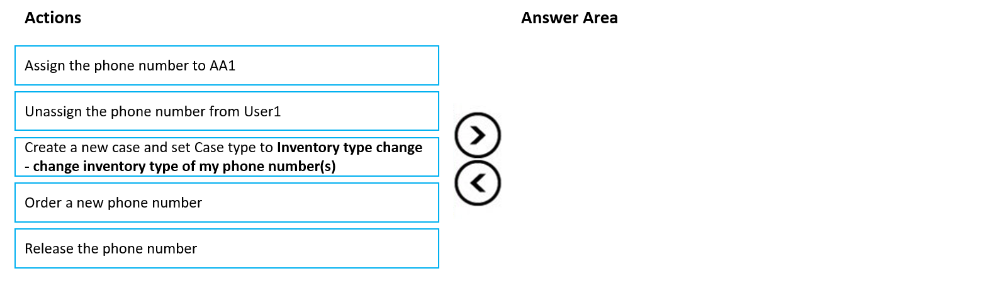 Actions
Answer Area
Assign the phone number to AA1
Unassign the phone number from User1
Create a new case and set Case type to Inventory type change
- change inventory type of my phone number(s)
Order a new phone number
Release the phone number